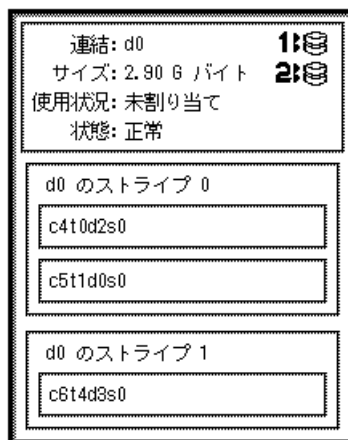 連結: d0
サイズ: 2.90 G バイト
使用状況: 未割り当て
状態: 正常
1
2
d0 のストライプ 0
c4t0d2s0
c5t1d0s0
d0 のストライプ 1
c6t4d3s0